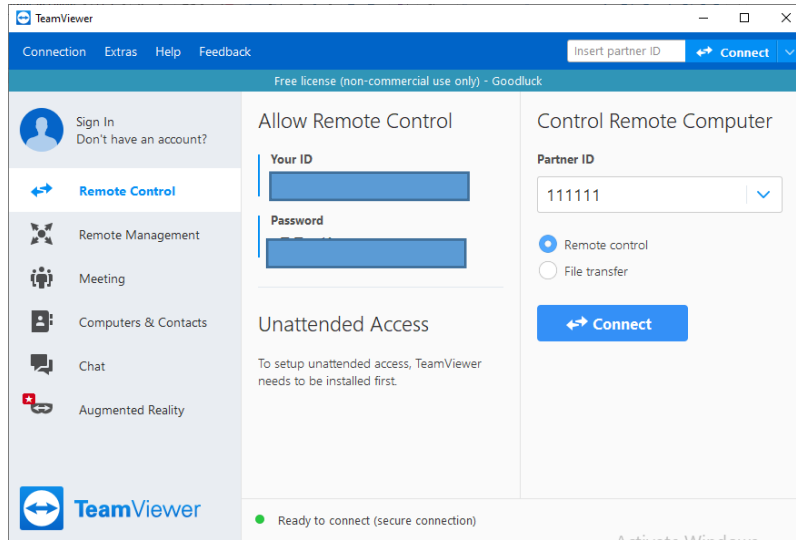 TeamViewer
Connection Extras Help Feedback
Insert partner ID
Connect
Free license (non-commercial use only) - Goodluck
Sign In
Don't have an account?
Remote Control
Remote Management
Meeting
Computers & Contacts
Chat
Augmented Reality
TeamViewer
Allow Remote Control
Your ID
Password
Unattended Access
To setup unattended access, TeamViewer
needs to be installed first.
Control Remote Computer
Partner ID
111111
Remote control
File transfer
Connect
Ready to connect (secure connection)
Activate Windows